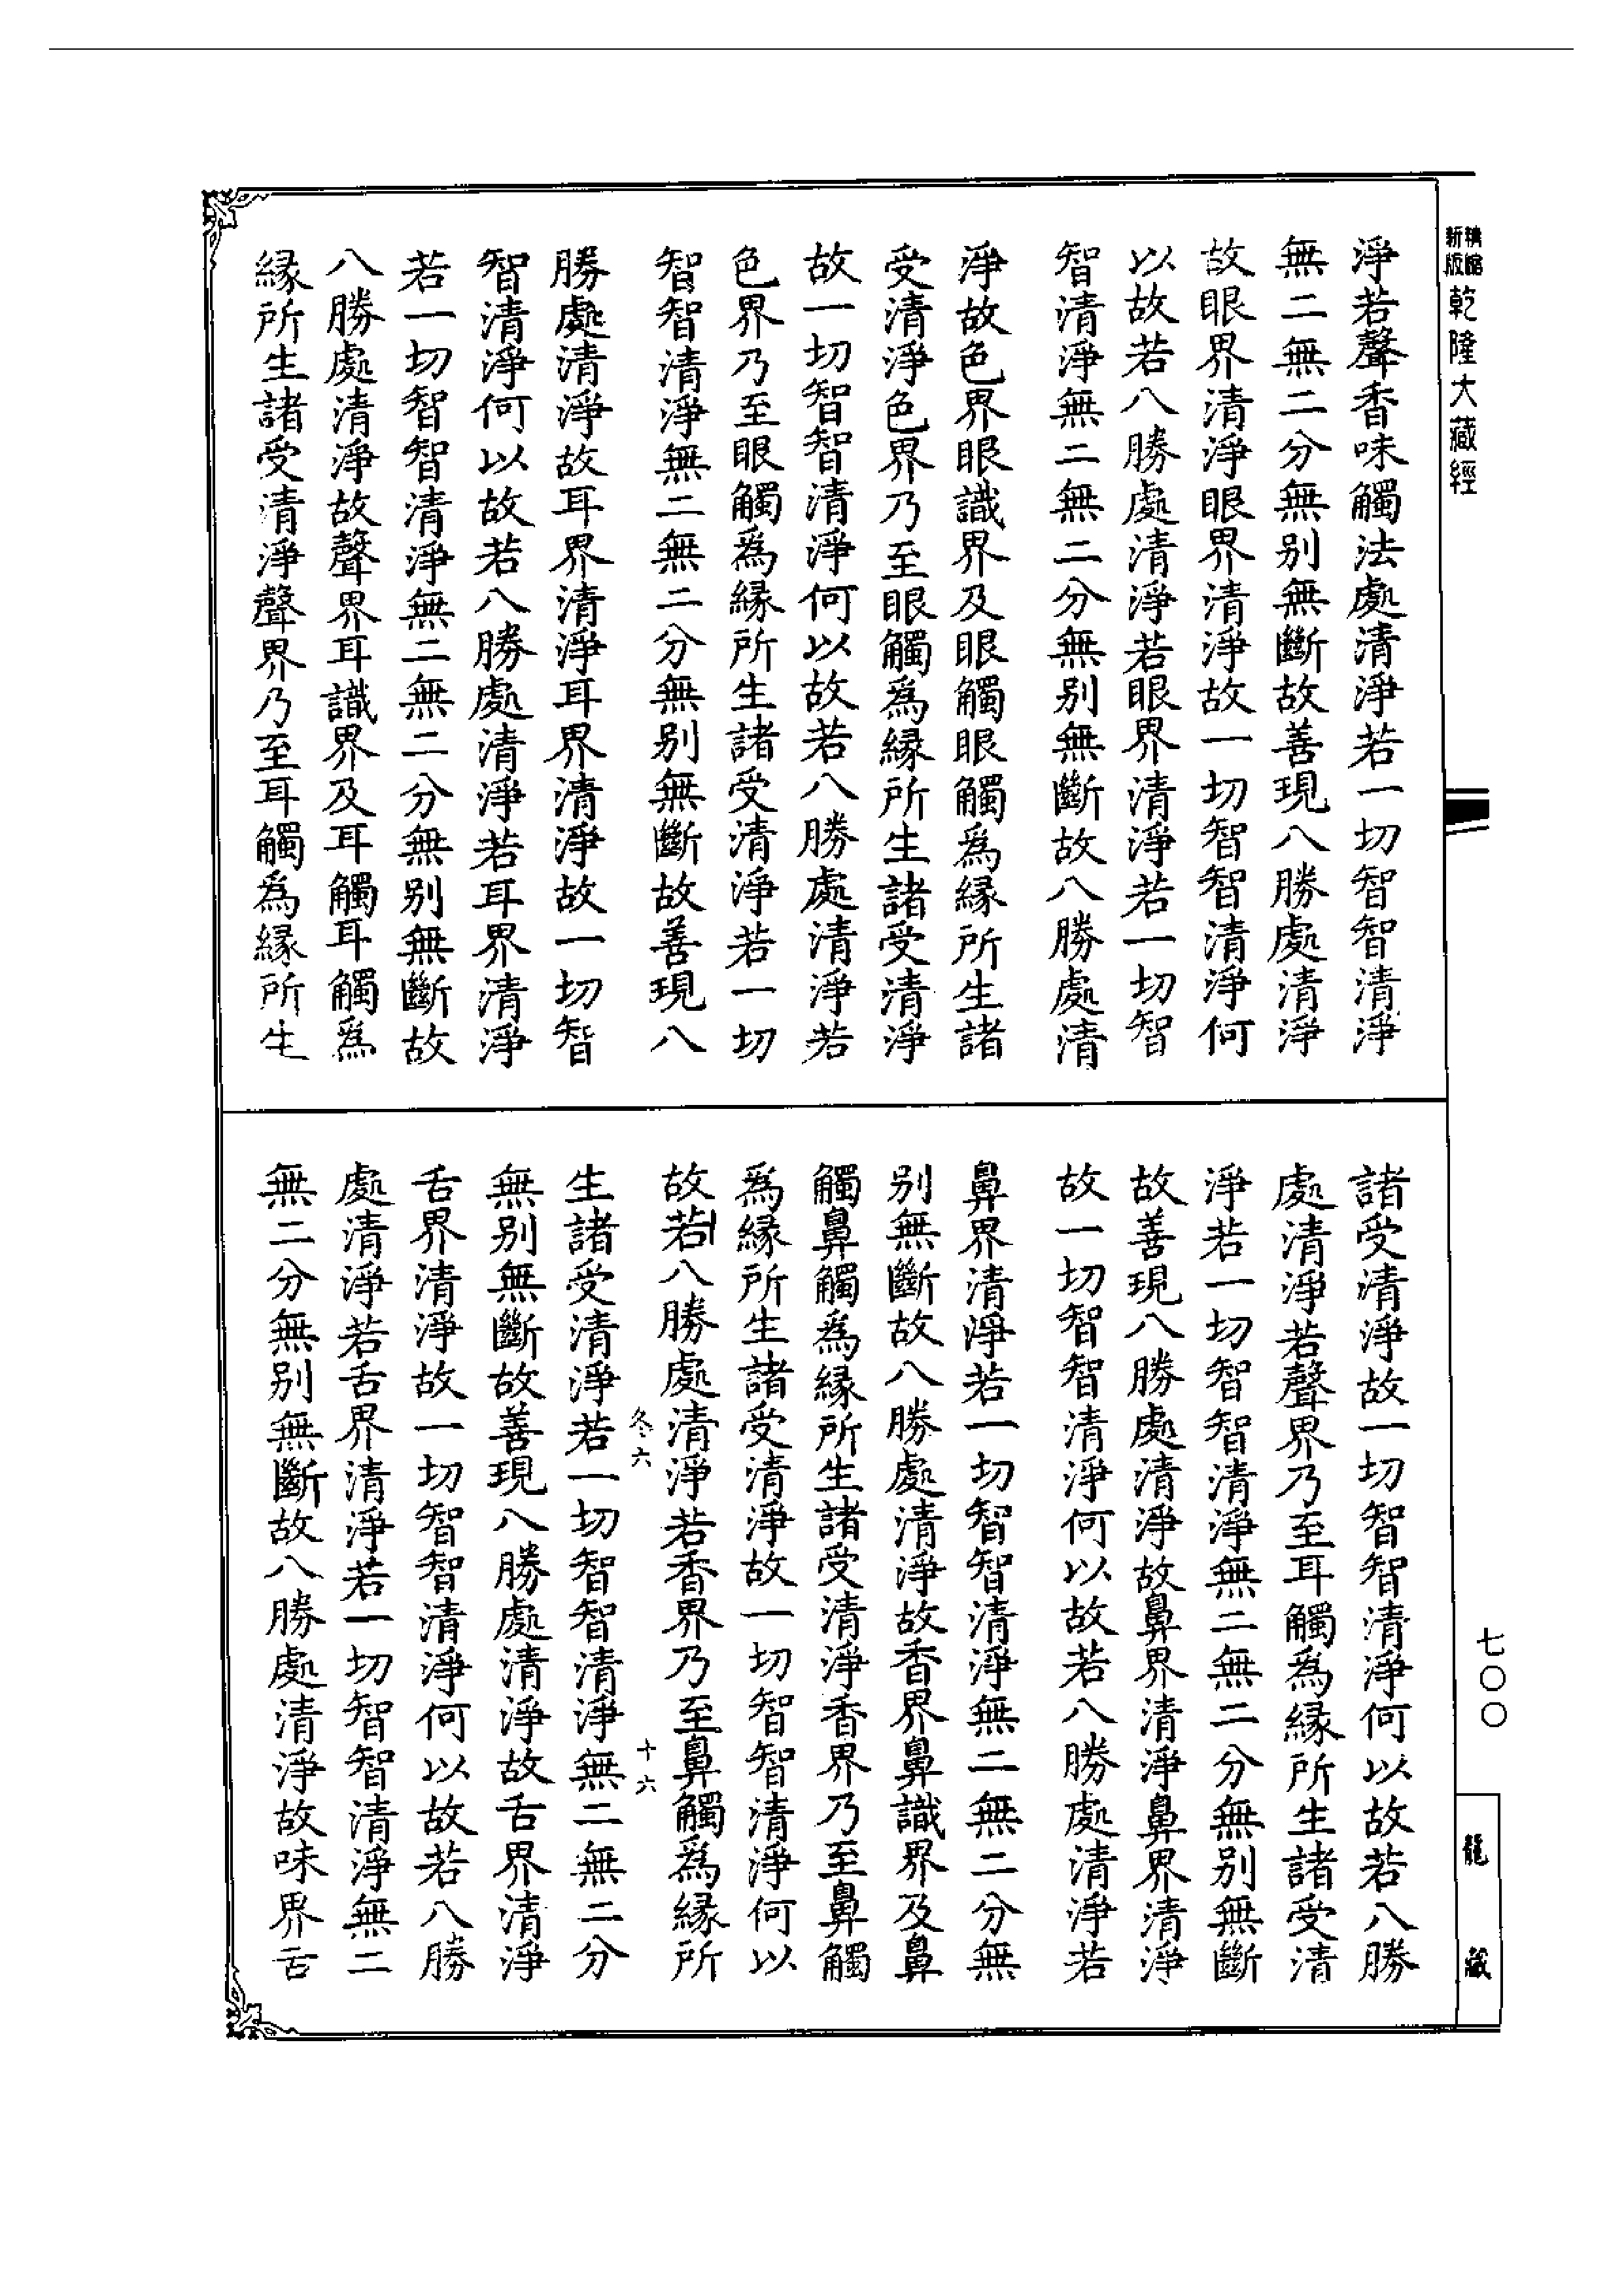 新版
精縮
乾隆大藏經
淨若聲香味觸法處清淨若一切智智清淨
無二無二分無別無斷故善現八勝處清淨
故眼界清淨眼界清淨故一切智智清淨何
以故若八勝處清淨若眼界清淨若一切智
智清淨無二無二分無別無斷故八勝處清
淨故色界眼識界及眼觸眼觸為緣所生諸
受清淨色界乃至眼觸為緣所生諸受清淨
故一切智智清淨何以故若八勝處清淨若
色界乃至眼觸為緣所生諸受清淨若一切
智智清淨無二無二分無別無斷故善現八
勝處清淨故耳界清淨耳界清淨故一切智
智清淨何以故若八勝處清淨若耳界清淨
若一切智智清淨無二無二分無別無斷故
八勝處清淨故聲界耳識界及耳觸耳觸為
緣所生諸受清淨聲界乃至耳觸為緣所生
諸受清淨故一切智智清淨何以故若八勝
處清淨若聲界乃至耳觸為緣所生諸受清
淨若一切智智清淨無二無二分無別無斷
故善現八勝處清淨故鼻界清淨鼻界清淨
故一切智智清淨何以故若八勝處清淨若
鼻界清淨若一切智智清淨無二無二分無
別無斷故八勝處清淨故香界鼻識界及鼻
觸鼻觸為緣所生諸受清淨香界乃至鼻觸
為緣所生諸受清淨故一切智智清淨何以
故若八勝處清淨若香界乃至鼻觸為緣所
冬六
十六
生諸受清淨若一切智智清淨無二無二分
無別無斷故善現八勝處清淨故舌界清淨
舌界清淨故一切智智清淨何以故若八勝
處清淨若舌界清淨若一切智智清淨無二
無二分無別無斷故八勝處清淨故味界舌
七〇〇
龍藏